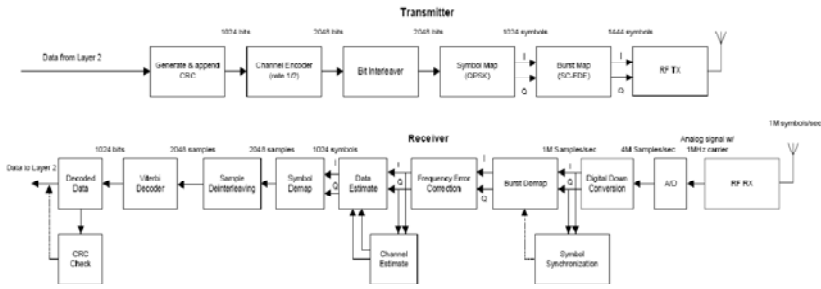 Transmitter
1024 bits
2048 bits
2048 bits
1024 symbols
1444 symbols
Data from Layer 2
Generate & append
CRC
Channel Encoder
(rate 1/2)
Bit Interleaver
Symbol Map
(QPSK)
I
Q
Burst Map
(SC-FDE)
I
Q
RF TX
Receiver
1M symbols/sec
Data to Layer 2
1024
bits
2048 samples
2048 samples
1024 symbols
1M Samples/sec
4M Samples/sec
Analog signal w/
1MHz carrier
Decoded
Data
Viterbi
Decoder
Sample
Deinterleaving
Symbol
Demap
I
Q
Data
Estimate
I
Q
Frequency Error
Correction
I
Q
Burst Demap
I
Q
Digital Down
Conversion
A/D
RF RX
CRC
Check
Channel
Estimate
Symbol
Synchronization